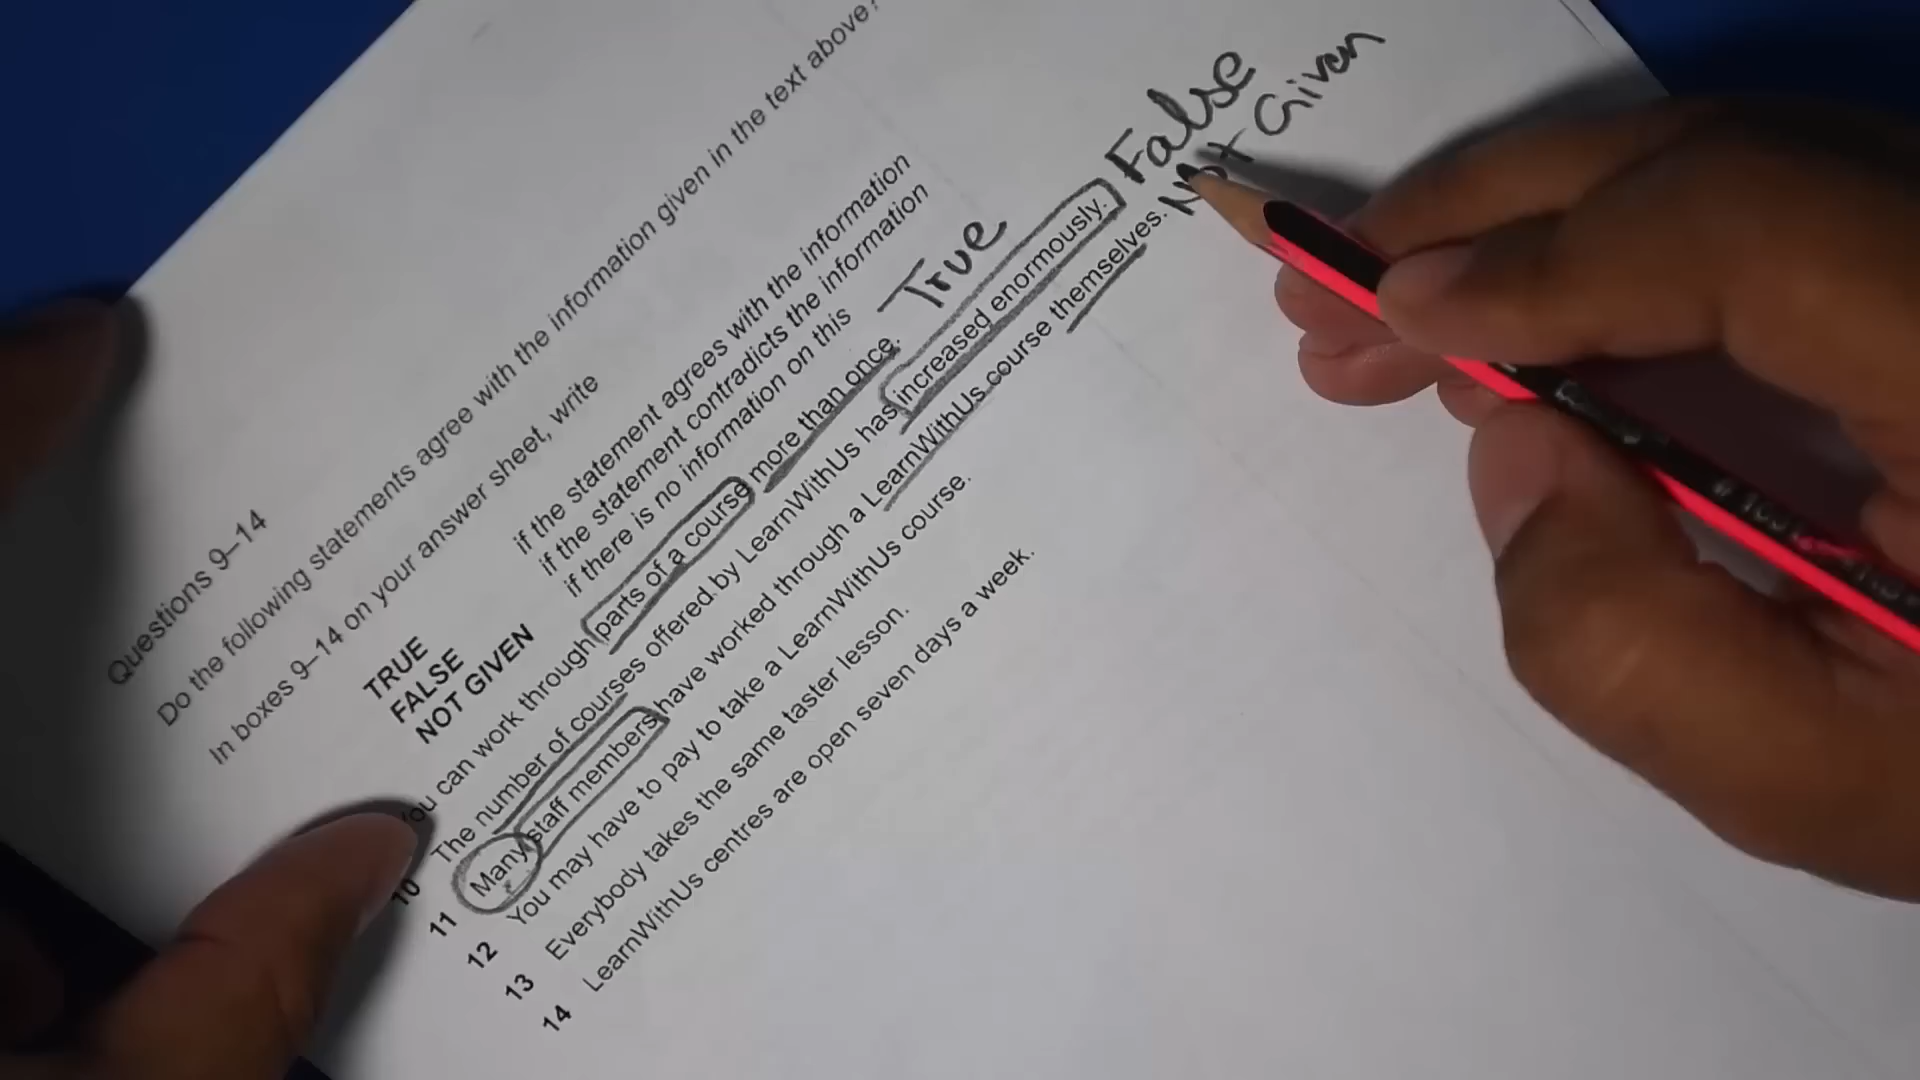 Questions 9–14
Do the following statements agree with the information given in the text above?
In boxes 9–14 on your answer sheet, write
TRUE if the statement agrees with the information
FALSE if the statement contradicts the information
NOT GIVEN if there is no information on this
You can work through parts of a course more than once. True
10 The number of courses offered by LearnWithUs has increased enormously. False
11 Many staff members have worked through a LearnWithUs course themselves. Not Given
12 You may have to pay to take a LearnWithUs course.
13 Everybody takes the same taster lesson.
14 LearnWithUs centres are open seven days a week.